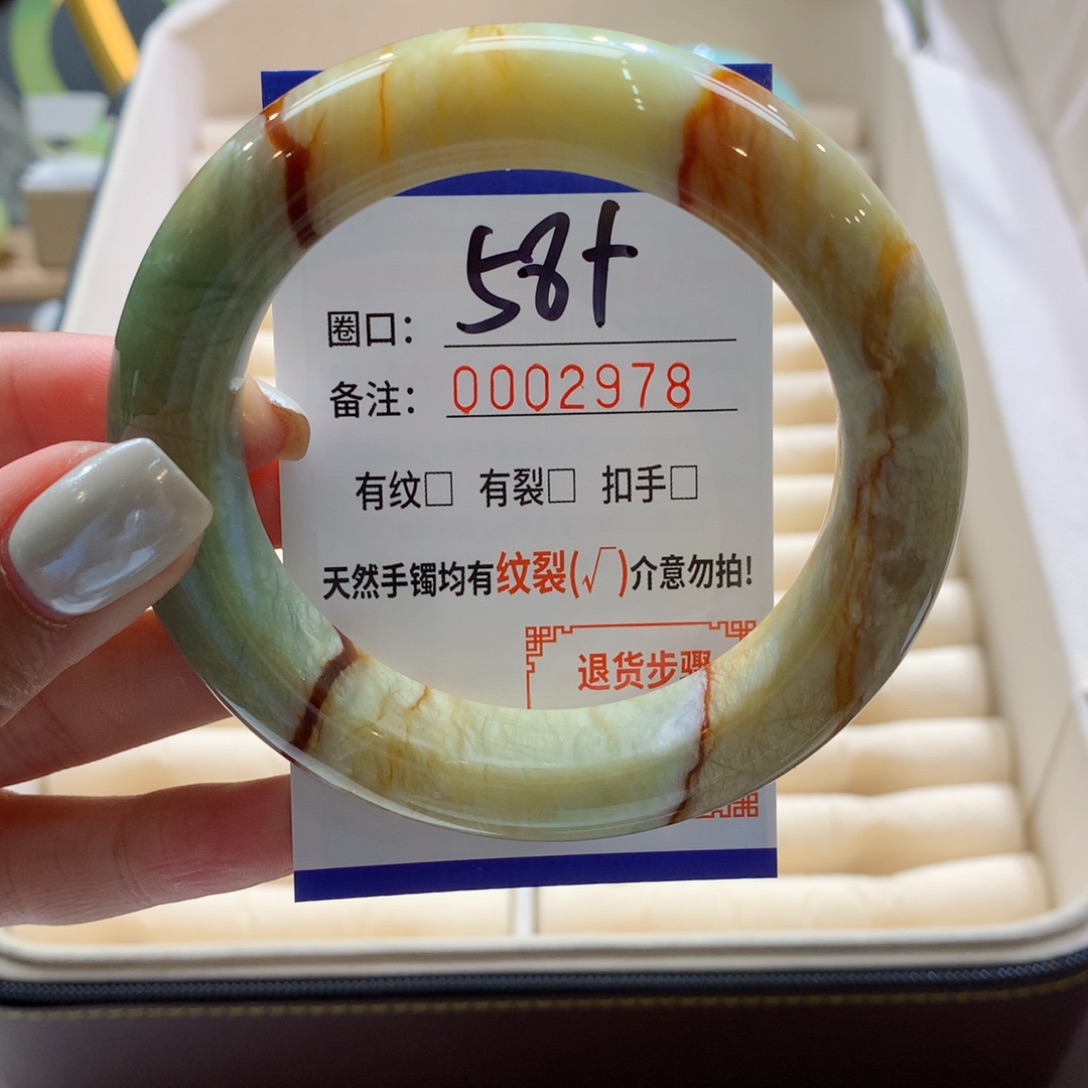 圈口: 58+
备注: 0002978
有纹□ 有裂□ 扣手□
天然手镯均有纹裂(√)介意勿拍!
退货步骤